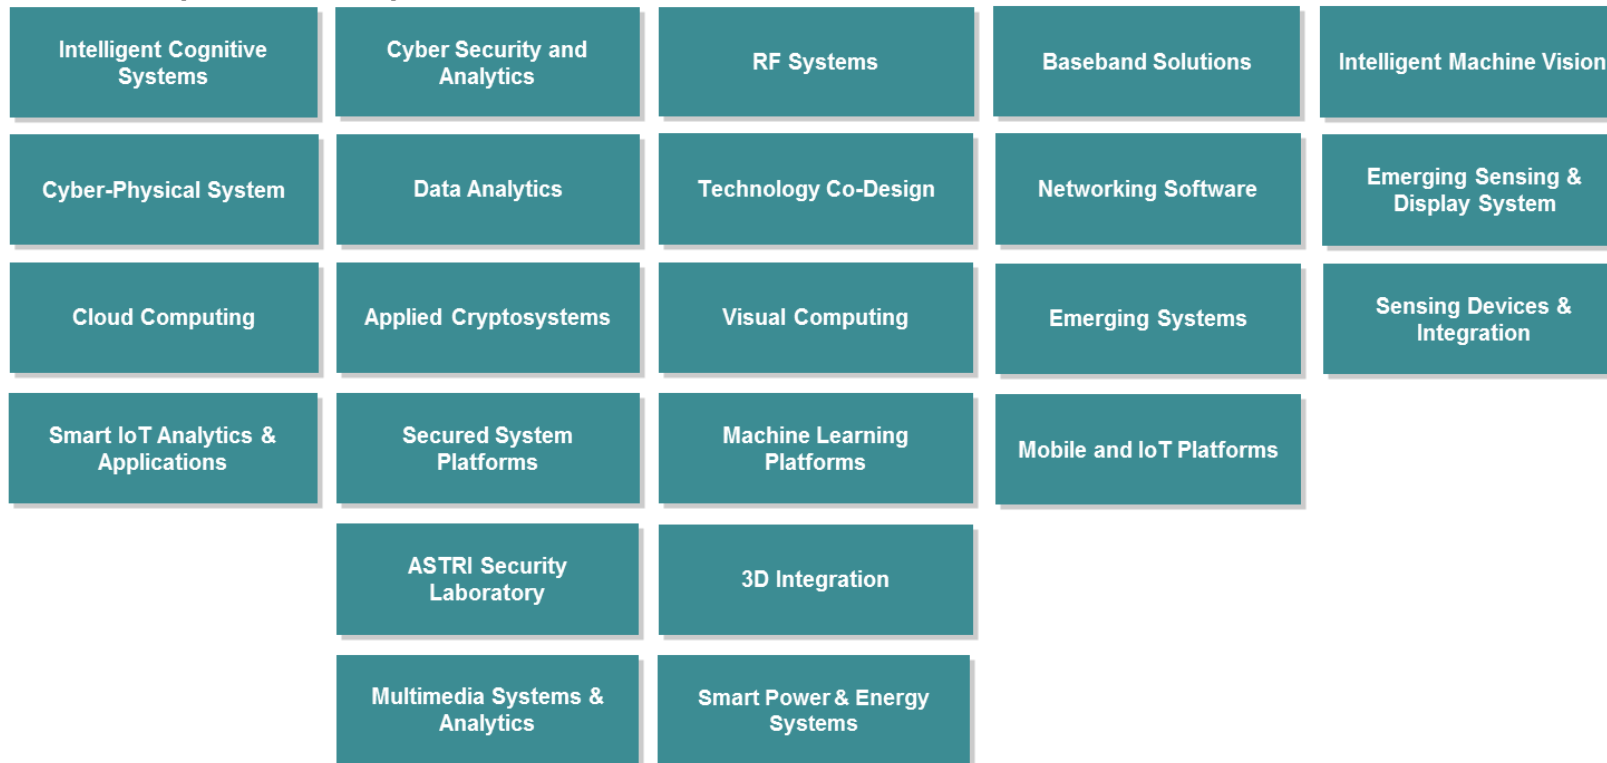 Intelligent Cognitive
Systems
Cyber Security and
Analytics
RF Systems
Baseband Solutions
Intelligent Machine Vision
Cyber-Physical System
Data Analytics
Technology Co-Design
Networking Software
Emerging Sensing &
Display System
Cloud Computing
Applied Cryptosystems
Visual Computing
Emerging Systems
Sensing Devices &
Integration
Smart IoT Analytics &
Applications
Secured System
Platforms
Machine Learning
Platforms
Mobile and IoT Platforms
ASTRI Security
Laboratory
3D Integration
Multimedia Systems &
Analytics
Smart Power & Energy
Systems